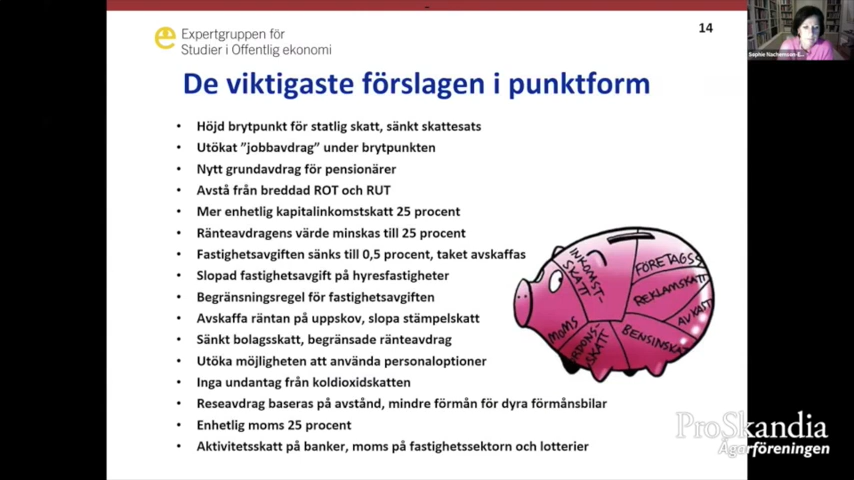 Expertgruppen för
Studier i Offentlig ekonomi
14
De viktigaste förslagen i punktform
• Höjd brytpunkt för statlig skatt, sänkt skattesats
• Utökat ”jobbavdrag” under brytpunkten
• Nytt grundavdrag för pensionärer
• Avstå från breddad ROT och RUT
• Mer enhetlig kapitalinkomstskatt 25 procent
• Ränteavdragens värde minskas till 25 procent
• Fastighetsavgiften sänks till 0,5 procent, taket avskaffas
• Slopad fastighetsavgift på hyresfastigheter
• Begränsningsregel för fastighetsavgiften
• Avskaffa räntan på uppskov, slopa stämpelskatt
• Sänkt bolagsskatt, begränsade ränteavdrag
• Utöka möjligheten att använda personaloptioner
• Inga undantag från koldioxidskatten
• Reseavdrag baseras på avstånd, mindre förmån för dyra förmånsbilar
• Enhetlig moms 25 procent
• Aktivitetsskatt på banker, moms på fastighetssektorn och lotterier
INKOMST-
SKATT
FÖRETAGS
REKLAMSKATT
AVKATT
MOMS
RDONS-
SKATT
BENSINSKA
ProSkandia
Ägarföreningen